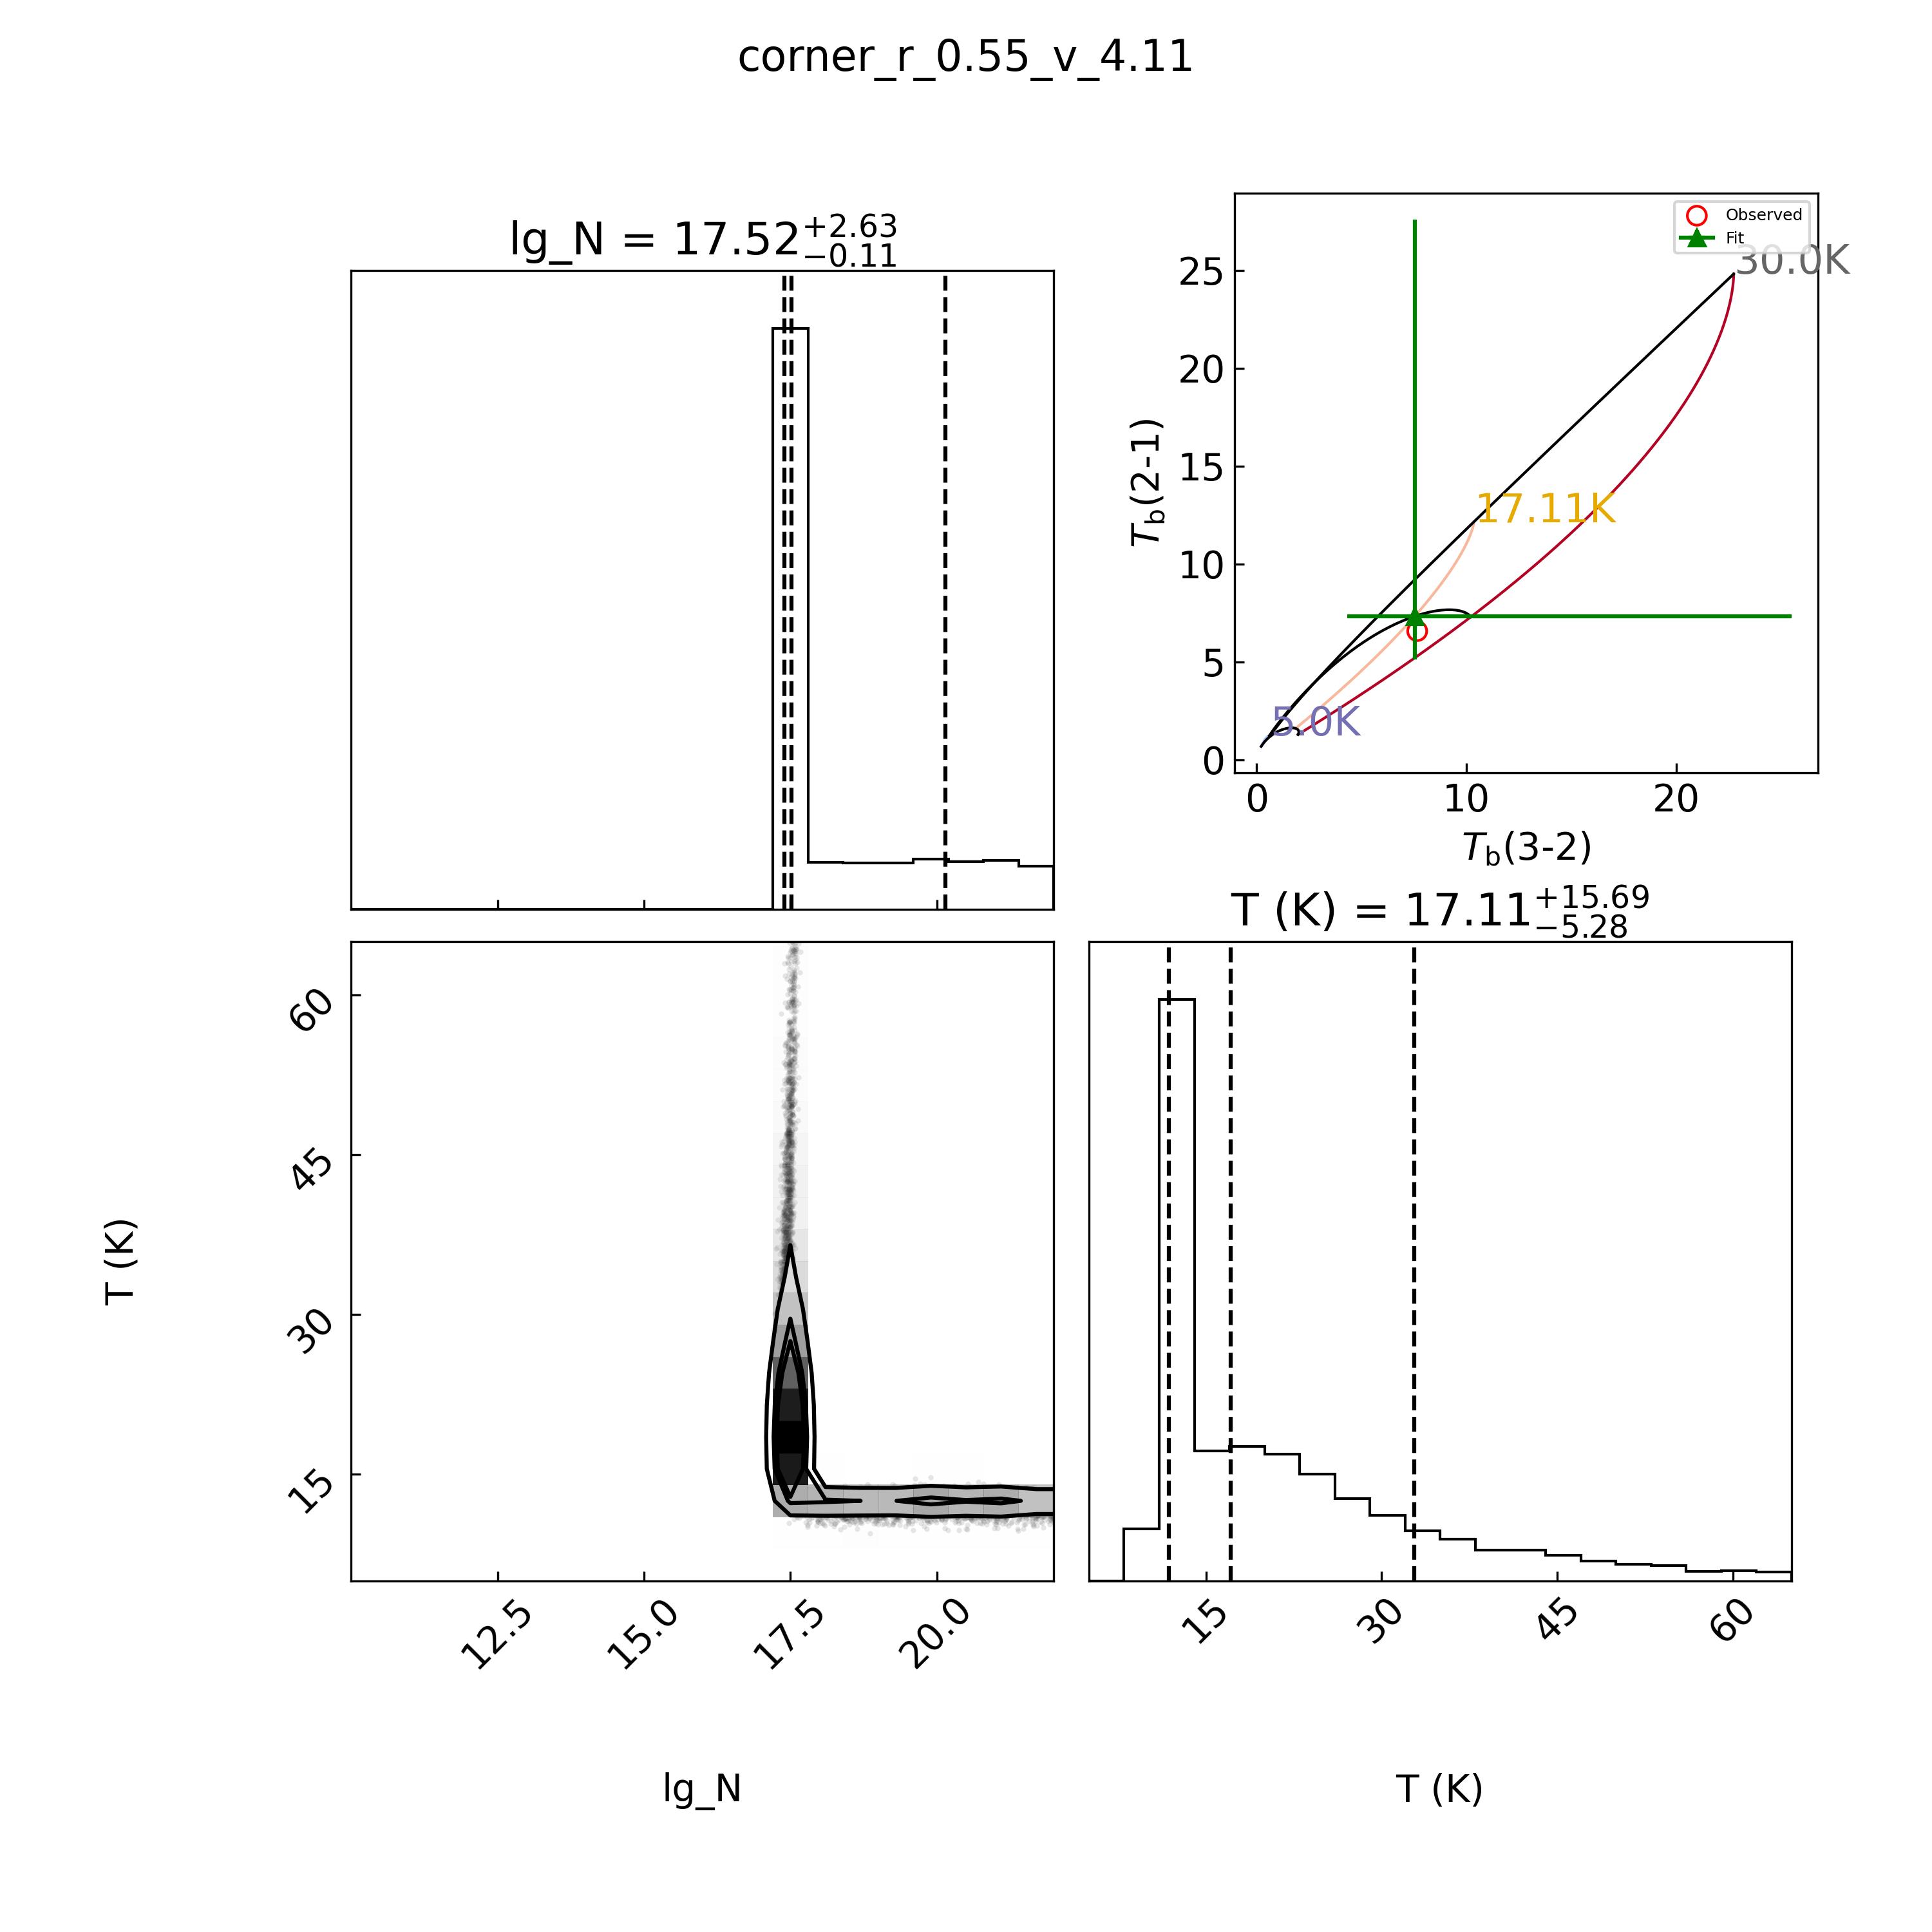 corner_r_0.55_v_4.11
lg_N = 17.52+2.63 −0.11
Observed
Fit
30.0K
17.11K
5.0K
25
20
15
10
5
0
Tb(2-1)
0 10 20
Tb(3-2)
T (K) = 17.11+15.69 −5.28
60
45
30
15
T (K)
12.5 15.0 17.5 20.0
lg_N
15 30 45 60
T (K)